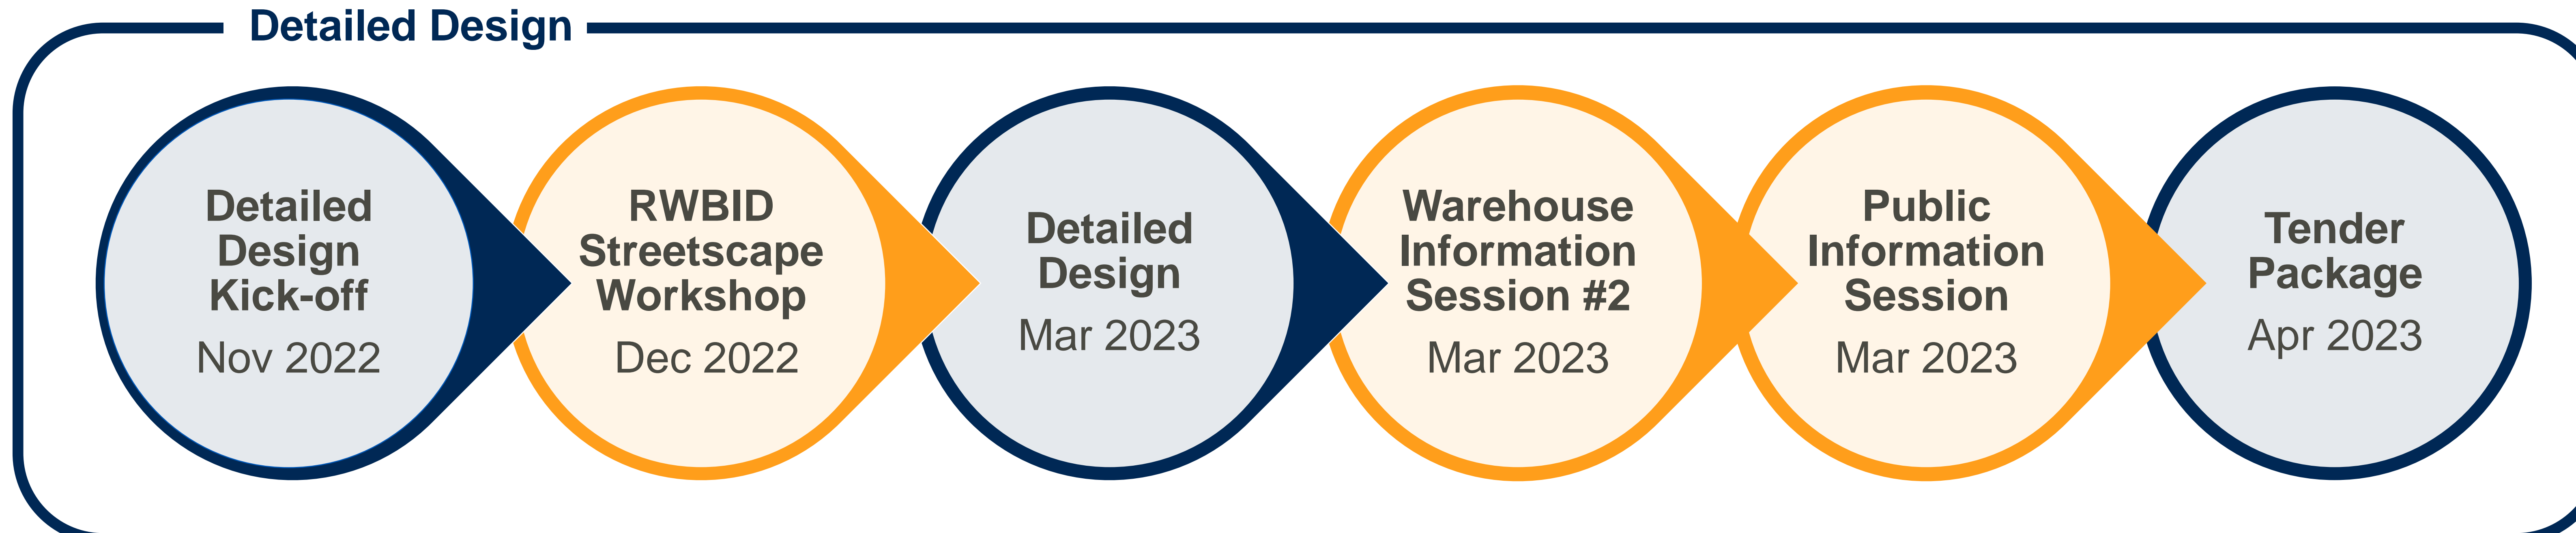 Detailed Design
Detailed
Design
Kick-off
Nov 2022
RWBID
Streetscape
Workshop
Dec 2022
Detailed
Design
Mar 2023
Warehouse
Information
Session #2
Mar 2023
Public
Information
Session
Mar 2023
Tender
Package
Apr 2023